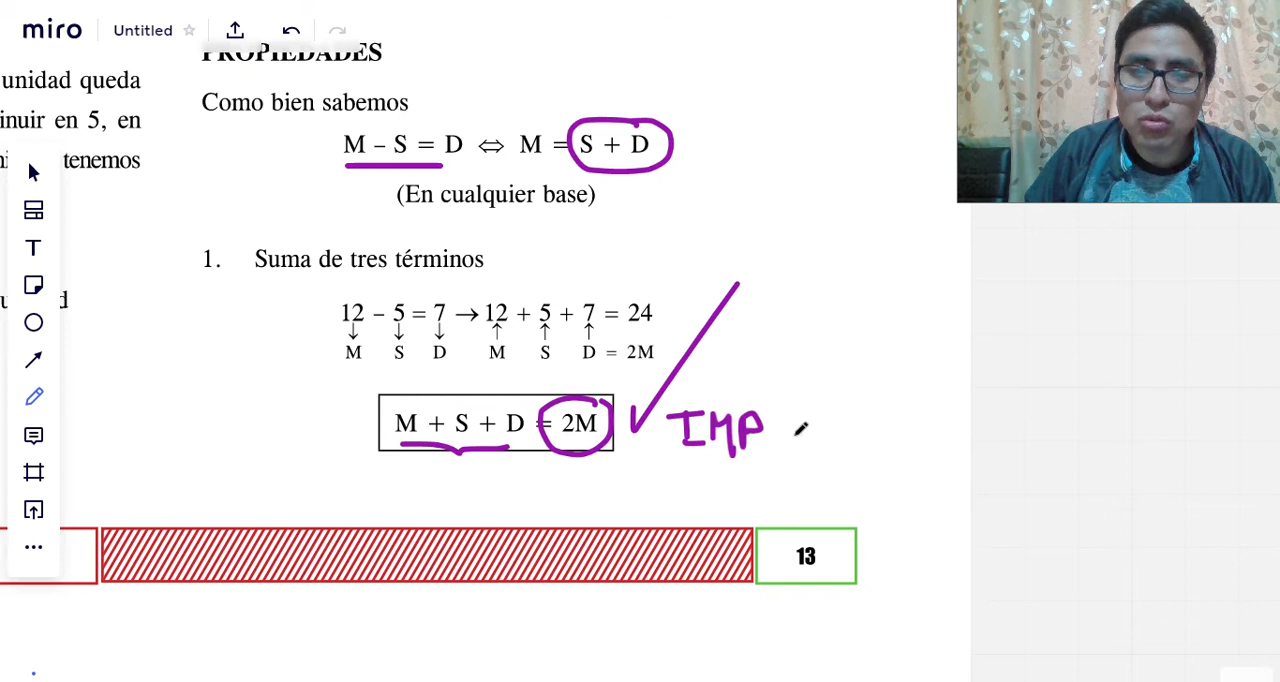 miro Untitled
PROPIEDADES
unidad queda
inuir en 5, en
tenemos
Como bien sabemos
M – S = D ⇔ M = S + D
(En cualquier base)
1. Suma de tres términos
12 – 5 = 7 → 12 + 5 + 7 = 24
↓ ↓ ↓ ↑ ↑ ↑
M S D M S D = 2M
M + S + D = 2M
IMP
T
13